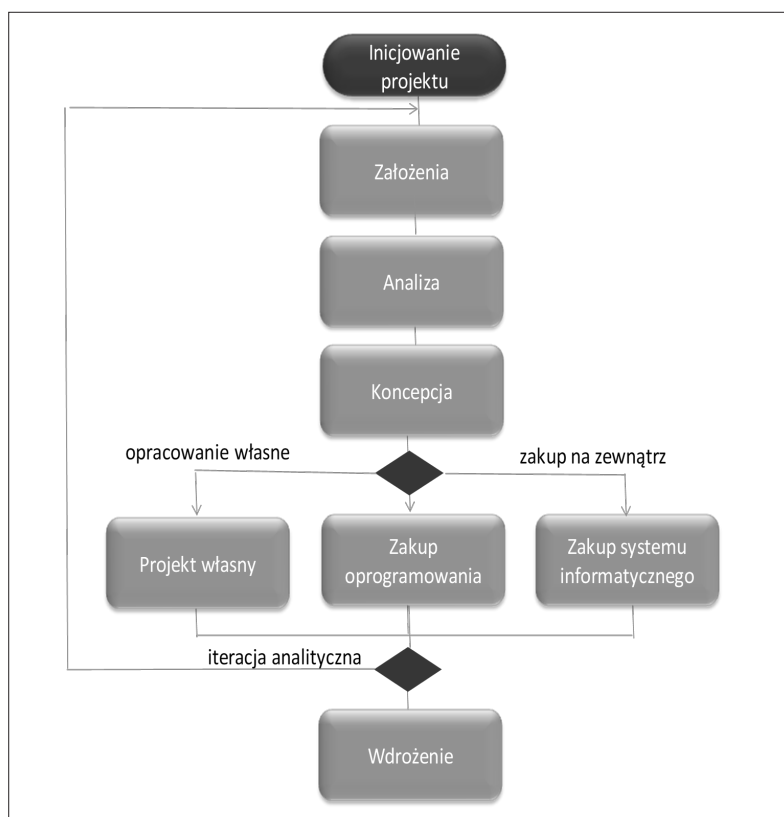 Inicjowanie
projektu
Założenia
Analiza
Koncepcja
opracowanie własne
zakup na zewnątrz
Projekt własny
Zakup
oprogramowania
Zakup systemu
informatycznego
iteracja analityczna
Wdrożenie